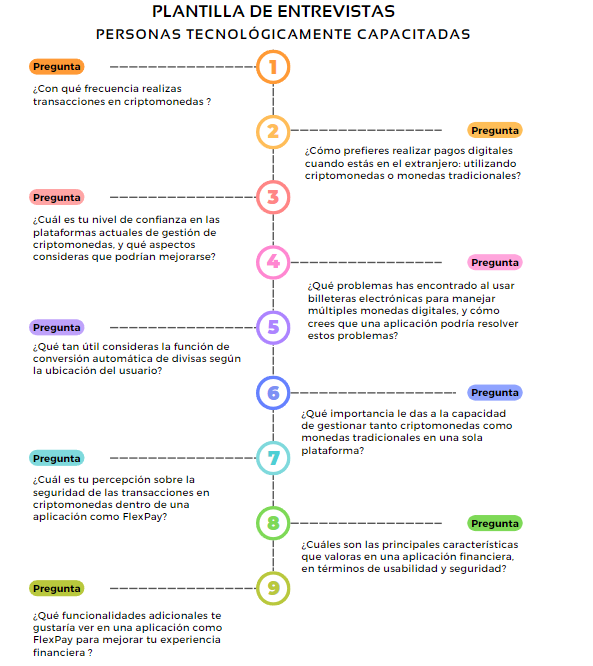 PLANTILLA DE ENTREVISTAS
PERSONAS TECNOLÓGICAMENTE CAPACITADAS
Pregunta
1
¿Con qué frecuencia realizas
transacciones en criptomonedas ?
2
Pregunta
¿Cómo prefieres realizar pagos digitales
cuando estás en el extranjero: utilizando
criptomonedas o monedas tradicionales?
Pregunta
3
¿Cuál es tu nivel de confianza en las
plataformas actuales de gestión de
criptomonedas, y qué aspectos
consideras que podrían mejorarse?
4
Pregunta
¿Qué problemas has encontrado al usar
billeteras electrónicas para manejar
múltiples monedas digitales, y cómo
crees que una aplicación podría resolver
estos problemas?
Pregunta
5
¿Qué tan útil consideras la función de
conversión automática de divisas según
la ubicación del usuario?
6
Pregunta
¿Qué importancia le das a la capacidad
de gestionar tanto criptomonedas como
monedas tradicionales en una sola
plataforma?
Pregunta
7
¿Cuál es tu percepción sobre la
seguridad de las transacciones en
criptomonedas dentro de una
aplicación como FlexPay?
8
Pregunta
¿Cuáles son las principales características
que valoras en una aplicación financiera,
en términos de usabilidad y seguridad?
Pregunta
9
¿Qué funcionalidades adicionales te
gustaría ver en una aplicación como
FlexPay para mejorar tu experiencia
financiera ?